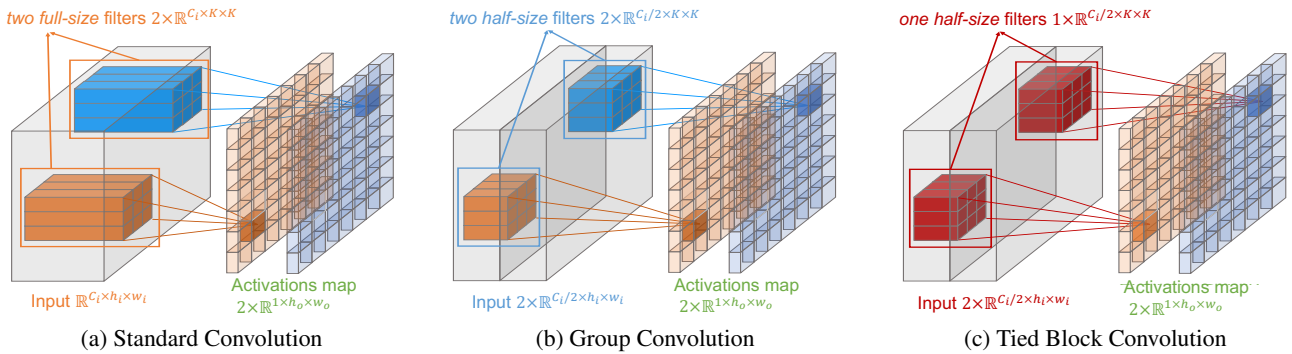 two full-size filters 2×ℝ^{C_i×K×K}
Input ℝ^{C_i×h_i×w_i}
Activations map
2×ℝ^{1×h_o×w_o}
(a) Standard Convolution
two half-size filters 2×ℝ^{C_i/2×K×K}
Input 2×ℝ^{C_i/2×h_i×w_i}
Activations map
2×ℝ^{1×h_o×w_o}
(b) Group Convolution
one half-size filters 1×ℝ^{C_i/2×K×K}
Input 2×ℝ^{C_i/2×h_i×w_i}
Activations map
2×ℝ^{1×h_o×w_o}
(c) Tied Block Convolution